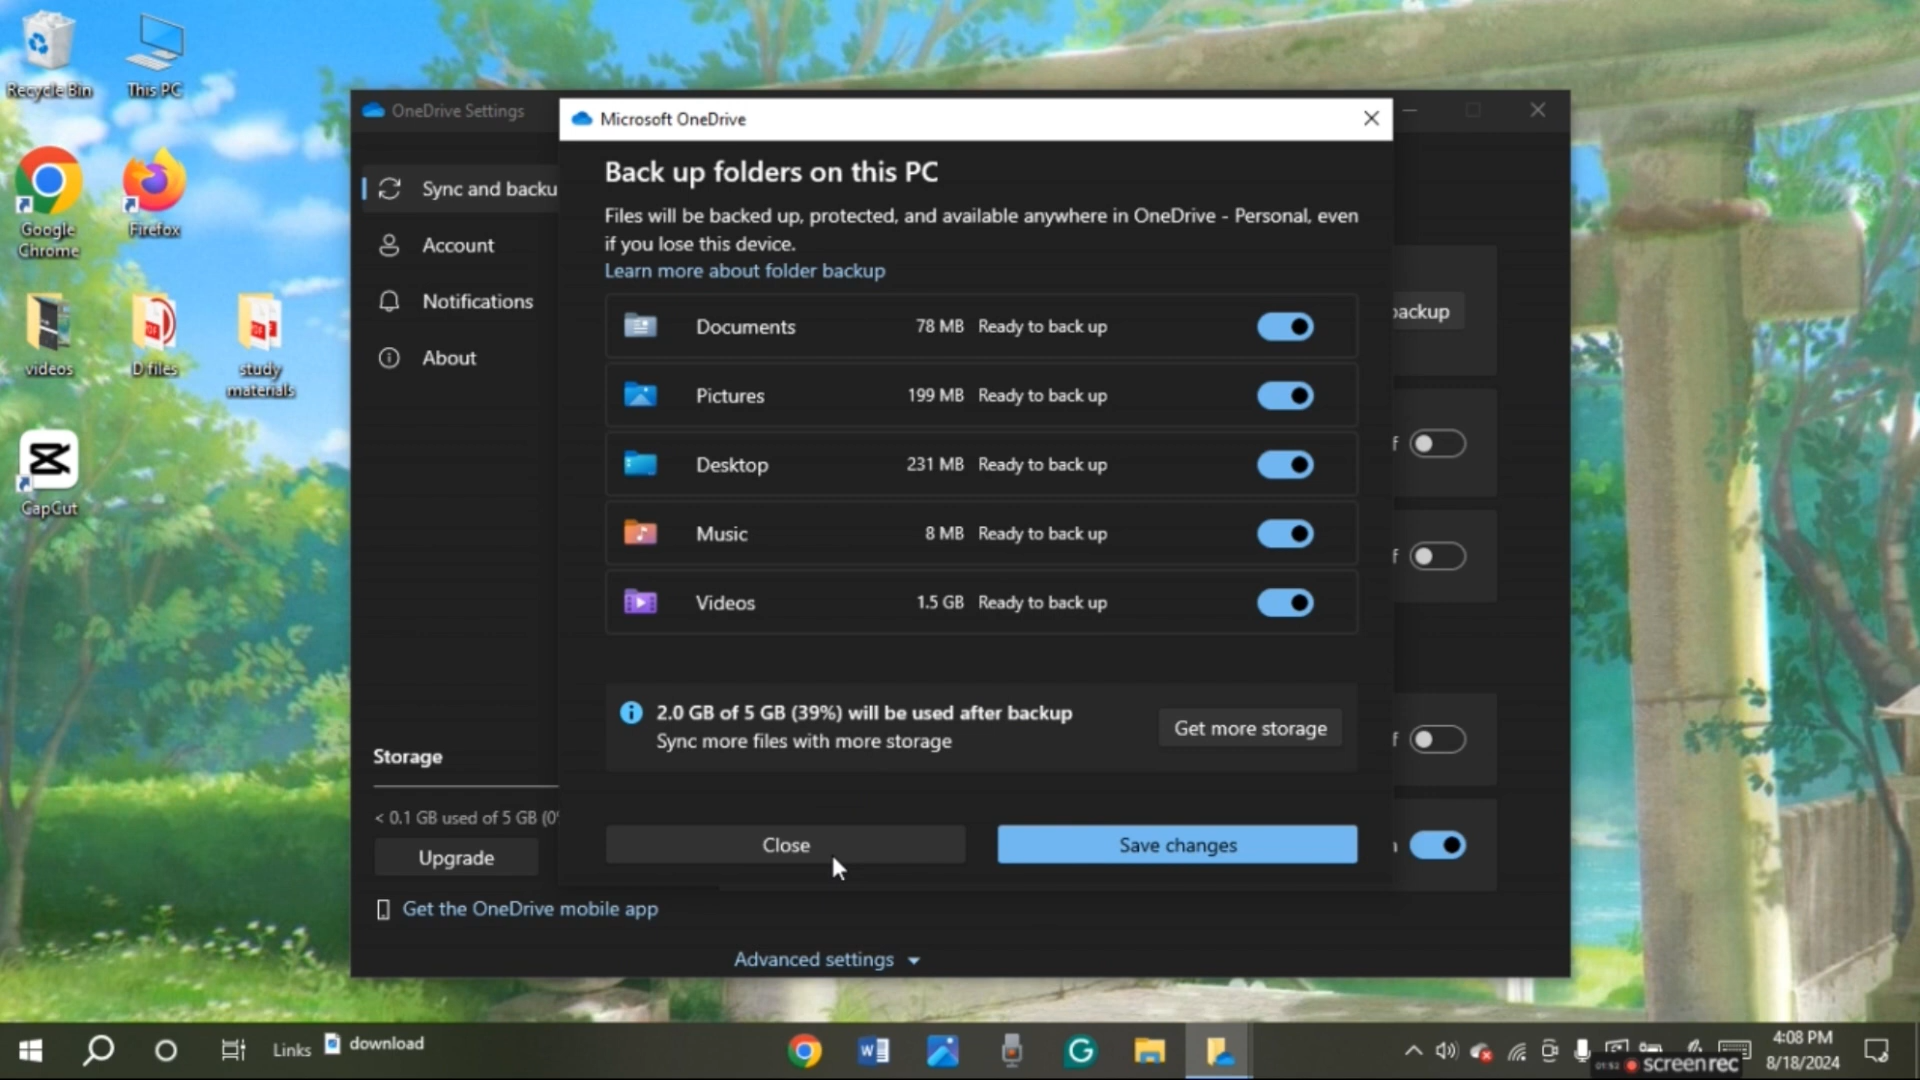 Recycle Bin
This PC
Google
Chrome
Firefox
videos
D files
study
materials
CapCut
OneDrive Settings
Sync and backu
Account
Notifications
About
Storage
< 0.1 GB used of 5 GB (0%
Upgrade
Get the OneDrive mobile app
Advanced settings
Microsoft OneDrive
Back up folders on this PC
Files will be backed up, protected, and available anywhere in OneDrive - Personal, even
if you lose this device.
Learn more about folder backup
Documents 78 MB Ready to back up
Pictures 199 MB Ready to back up
Desktop 231 MB Ready to back up
Music 8 MB Ready to back up
Videos 1.5 GB Ready to back up
2.0 GB of 5 GB (39%) will be used after backup
Sync more files with more storage
Get more storage
Close
Save changes
backup
Links
download
4:08 PM
8/18/2024
01:52
screenrec